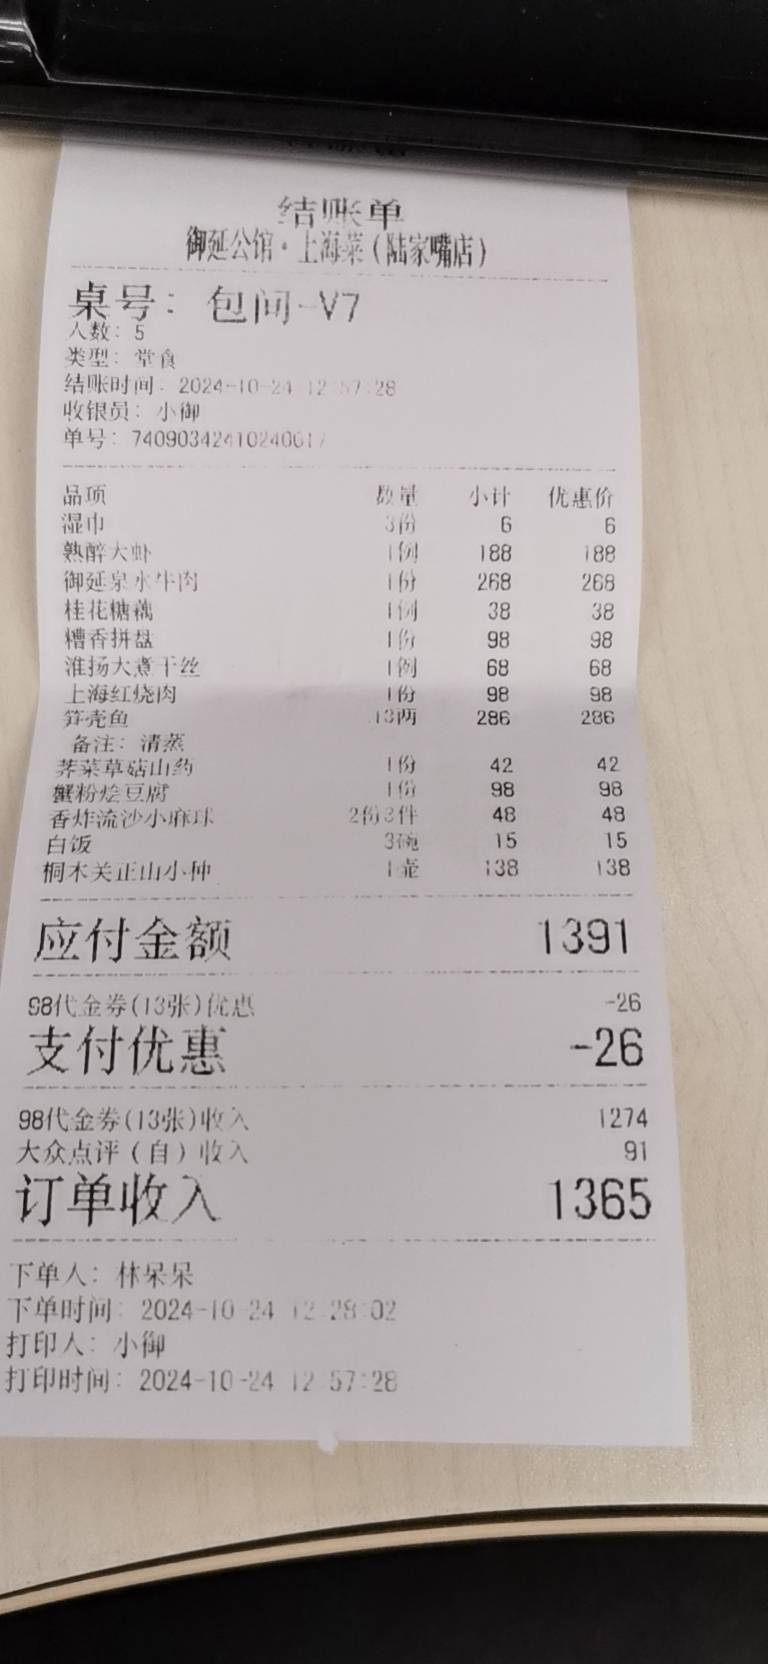 结账单
御延公馆·上海菜(陆家嘴店)
桌号: 包间-V7
人数: 5
类型: 堂食
结账时间: 2024-10-24 12:57:28
收银员: 小御
单号: 74090342410240017
品项 数量 小计 优惠价
湿巾 3份 6 6
熟醉大虾 1例 188 188
御延泉水牛肉 1份 268 268
桂花糖藕 1例 38 38
糟香拼盘 1份 98 98
淮扬大煮干丝 1例 68 68
上海红烧肉 1份 98 98
笋壳鱼 13两 286 286
备注: 清蒸
荠菜草菇山药 1份 42 42
蟹粉烩豆腐 1份 98 98
香炸流沙小麻球 2份3件 48 48
白饭 3碗 15 15
桐木关正山小种 1壶 138 138
应付金额 1391
98代金券(13张)优惠 -26
支付优惠 -26
98代金券(13张)收入 1274
大众点评(自)收入 91
订单收入 1365
下单人: 林呆呆
下单时间: 2024-10-24 12:28:02
打印人: 小御
打印时间: 2024-10-24 12:57:28